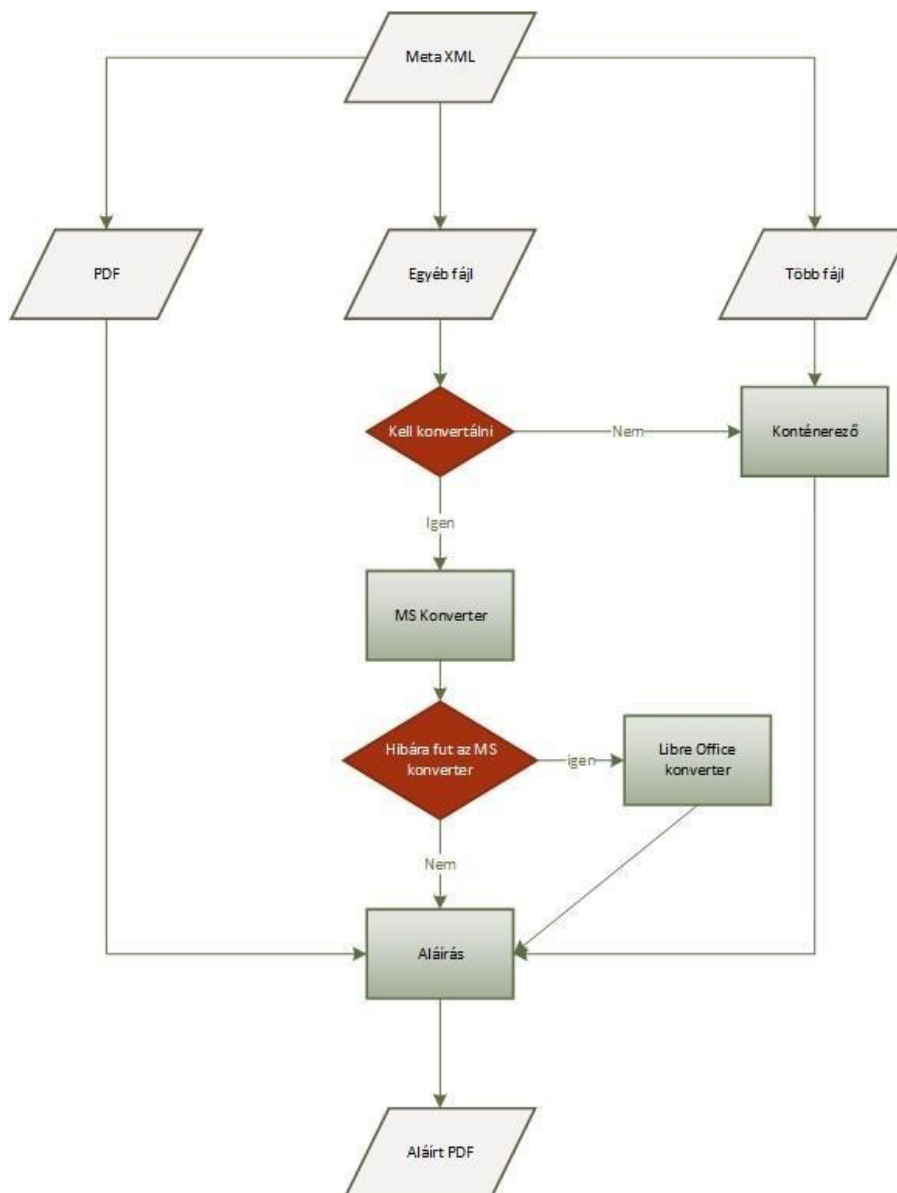 Meta XML
PDF
Egyéb fájl
Több fájl
Kell konvertálni
Nem
Konténerező
Igen
MS Konverter
Hibára fut az MS
konverter
igen
Libre Office
konverter
Nem
Aláírás
Aláírt PDF